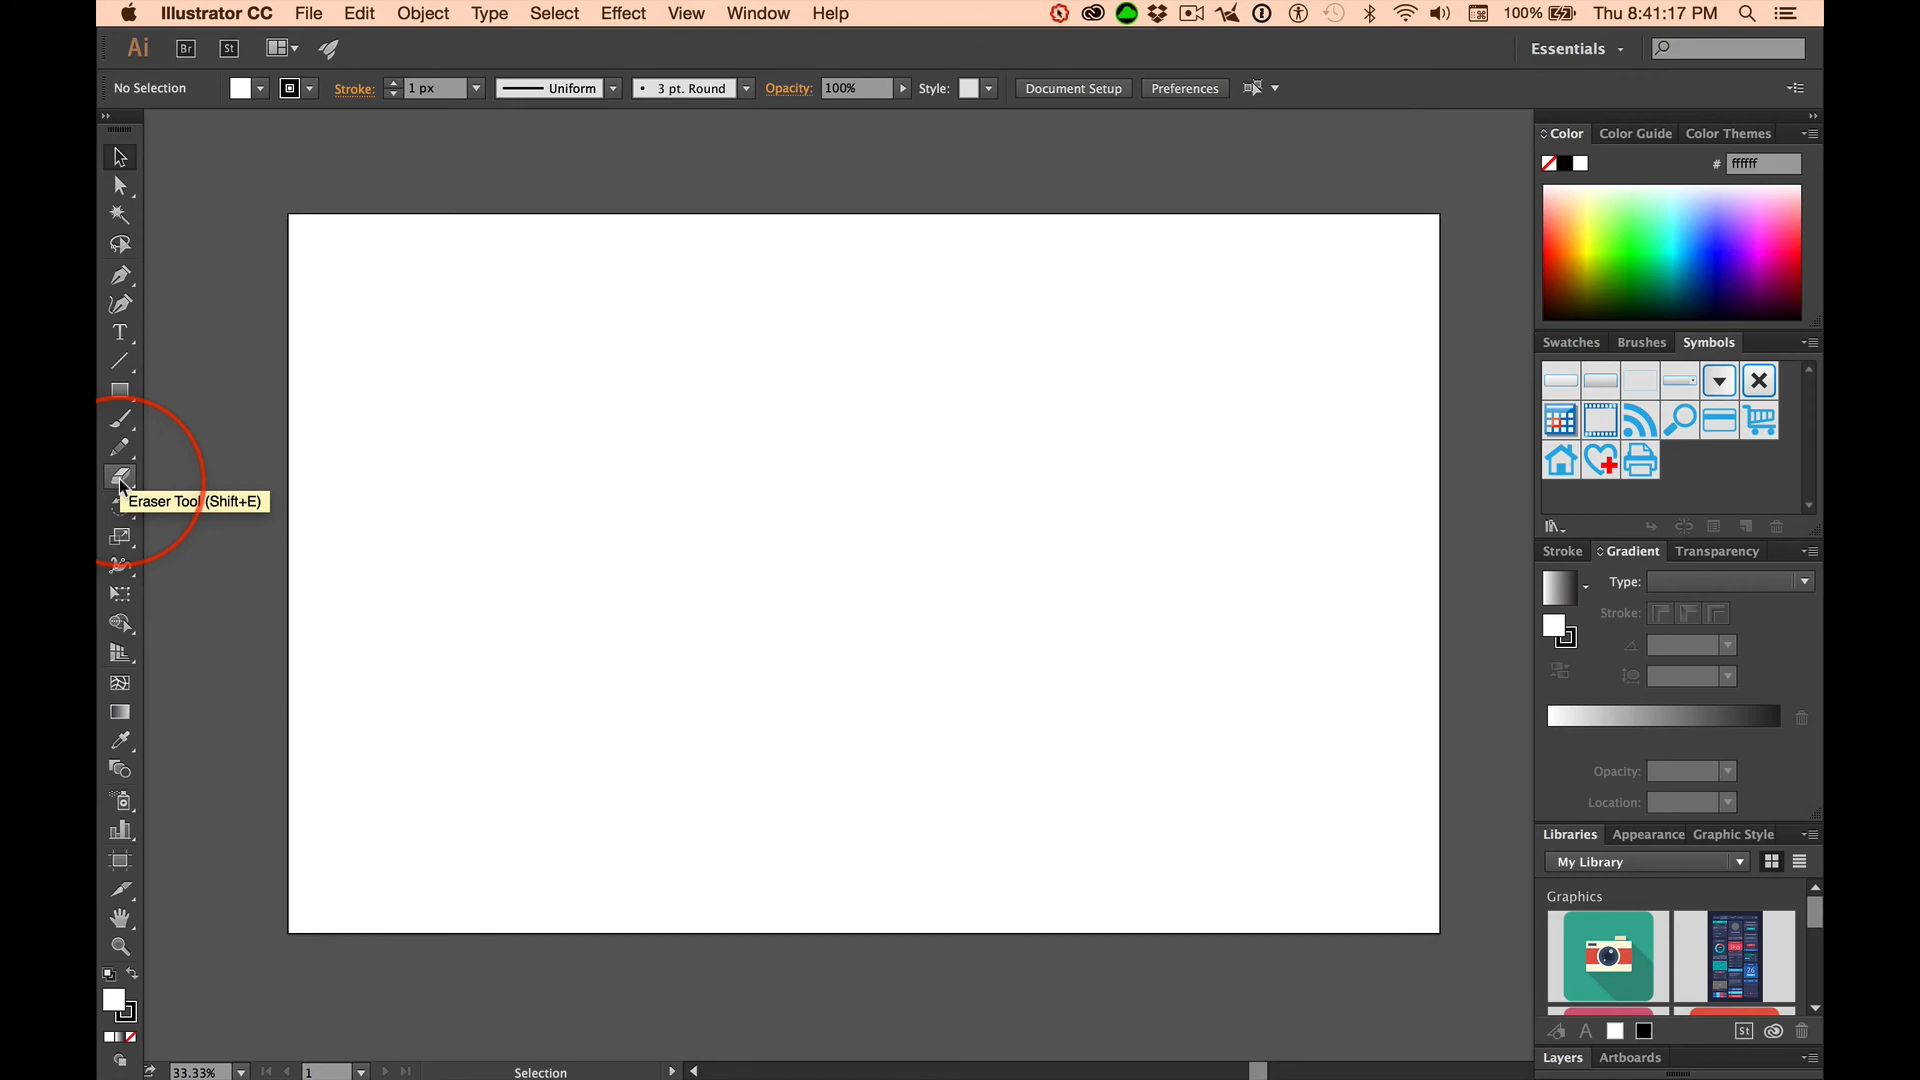 Illustrator CC File Edit Object Type Select Effect View Window Help 100% Thu 8:41:17 PM
Ai Br St Essentials
No Selection Stroke: 1 px Uniform 3 pt. Round Opacity: 100% Style: Document Setup Preferences
Color Color Guide Color Themes
# ffffff
Swatches Brushes Symbols
Eraser Tool (Shift+E)
Stroke Gradient Transparency
Type:
Stroke:
Opacity:
Location:
Libraries Appearance Graphic Style
My Library
Graphics
26
St
Layers Artboards
33.33% 1 Selection